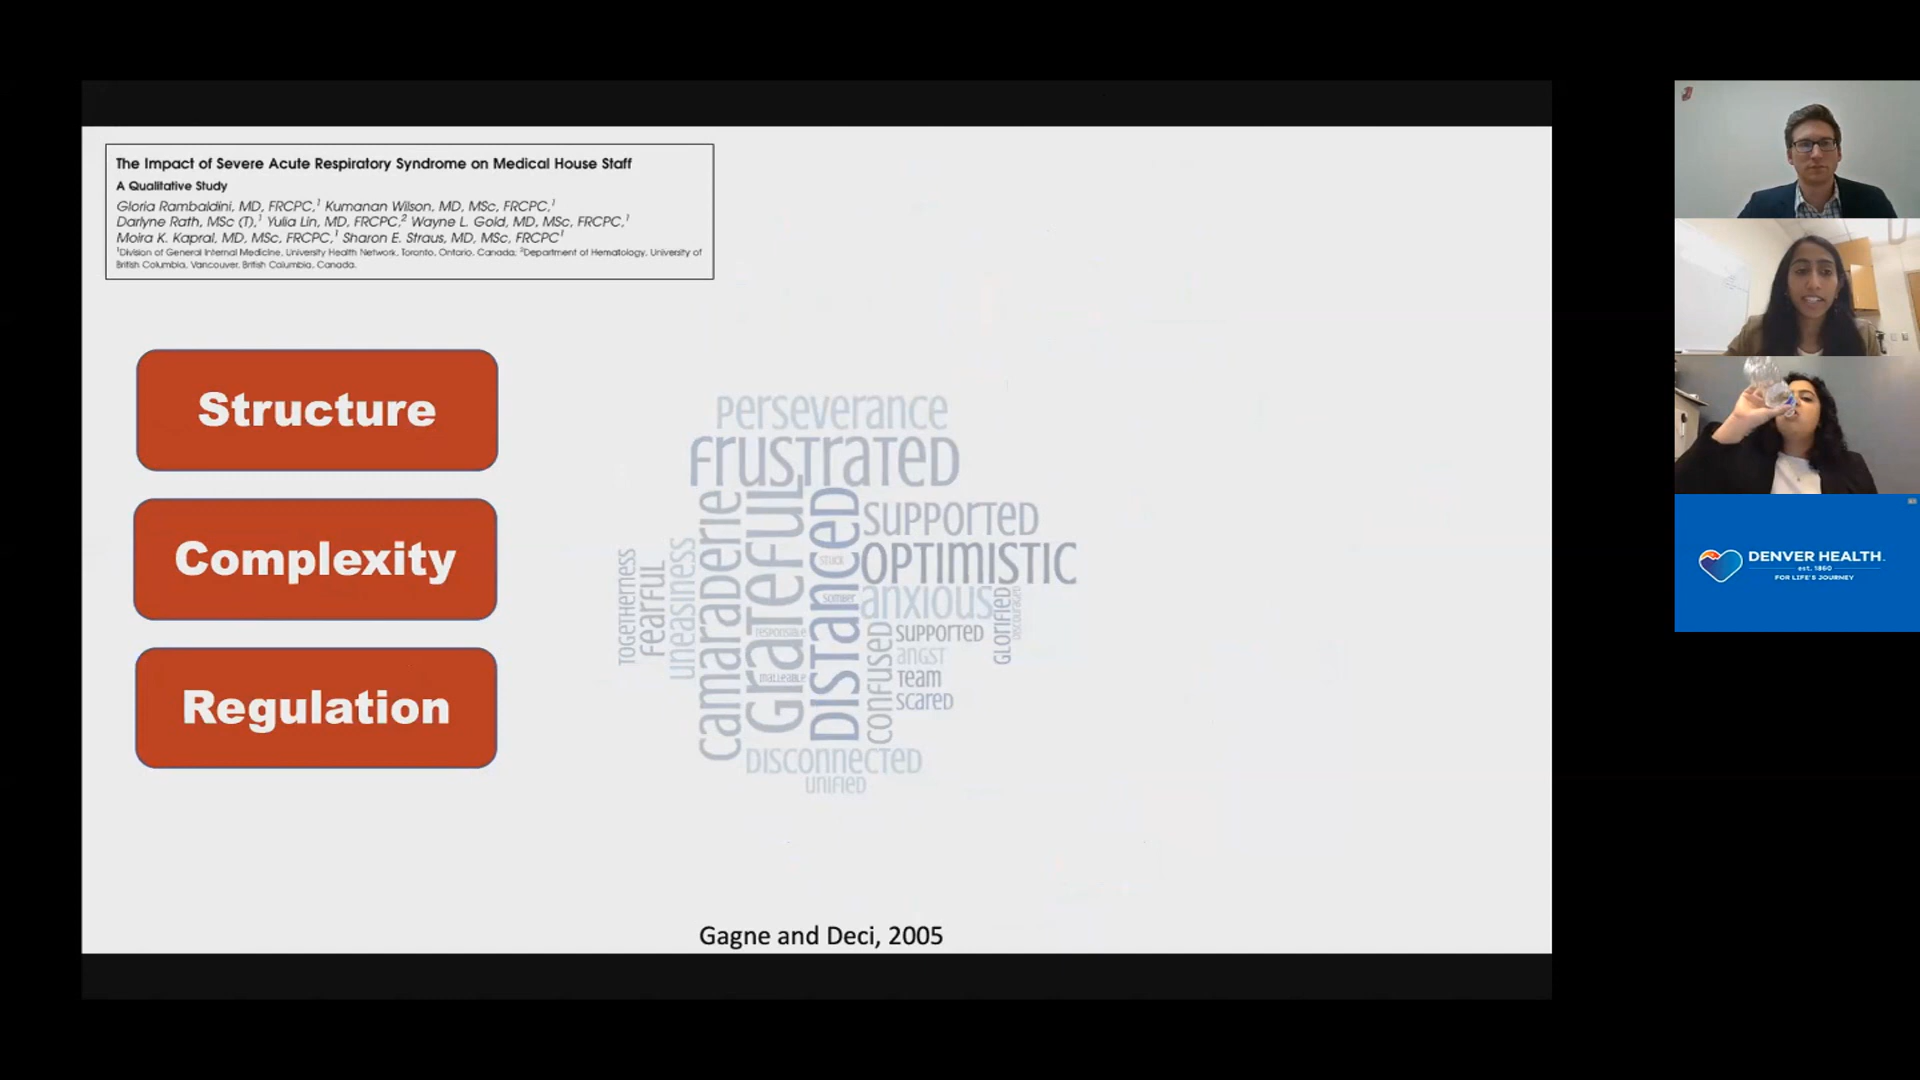 The Impact of Severe Acute Respiratory Syndrome on Medical House Staff
A Qualitative Study
Gloria Rambaldini, MD, FRCPC,1 Kumanan Wilson, MD, MSc, FRCPC,1
Darlyne Rath, MSc (T),1 Yulia Lin, MD, FRCPC,2 Wayne L. Gold, MD, MSc, FRCPC,1
Moira K. Kapral, MD, MSc, FRCPC,1 Sharon E. Straus, MD, MSc, FRCPC1
1Division of General Internal Medicine, University Health Network, Toronto, Ontario, Canada; 2Department of Hematology, University of
British Columbia, Vancouver, British Columbia, Canada.
Structure
Complexity
Regulation
perseverance
Frustrated
camaraderie
Grateful
Distanced
supported
optimistic
stuck
somber
anxious
togetherness
fearful
uneasiness
responsible
malleable
confused
supported
angst
team
scared
glorified
discouraged
disconnected
unified
Gagne and Deci, 2005
DENVER HEALTH
est. 1860
FOR LIFE'S JOURNEY